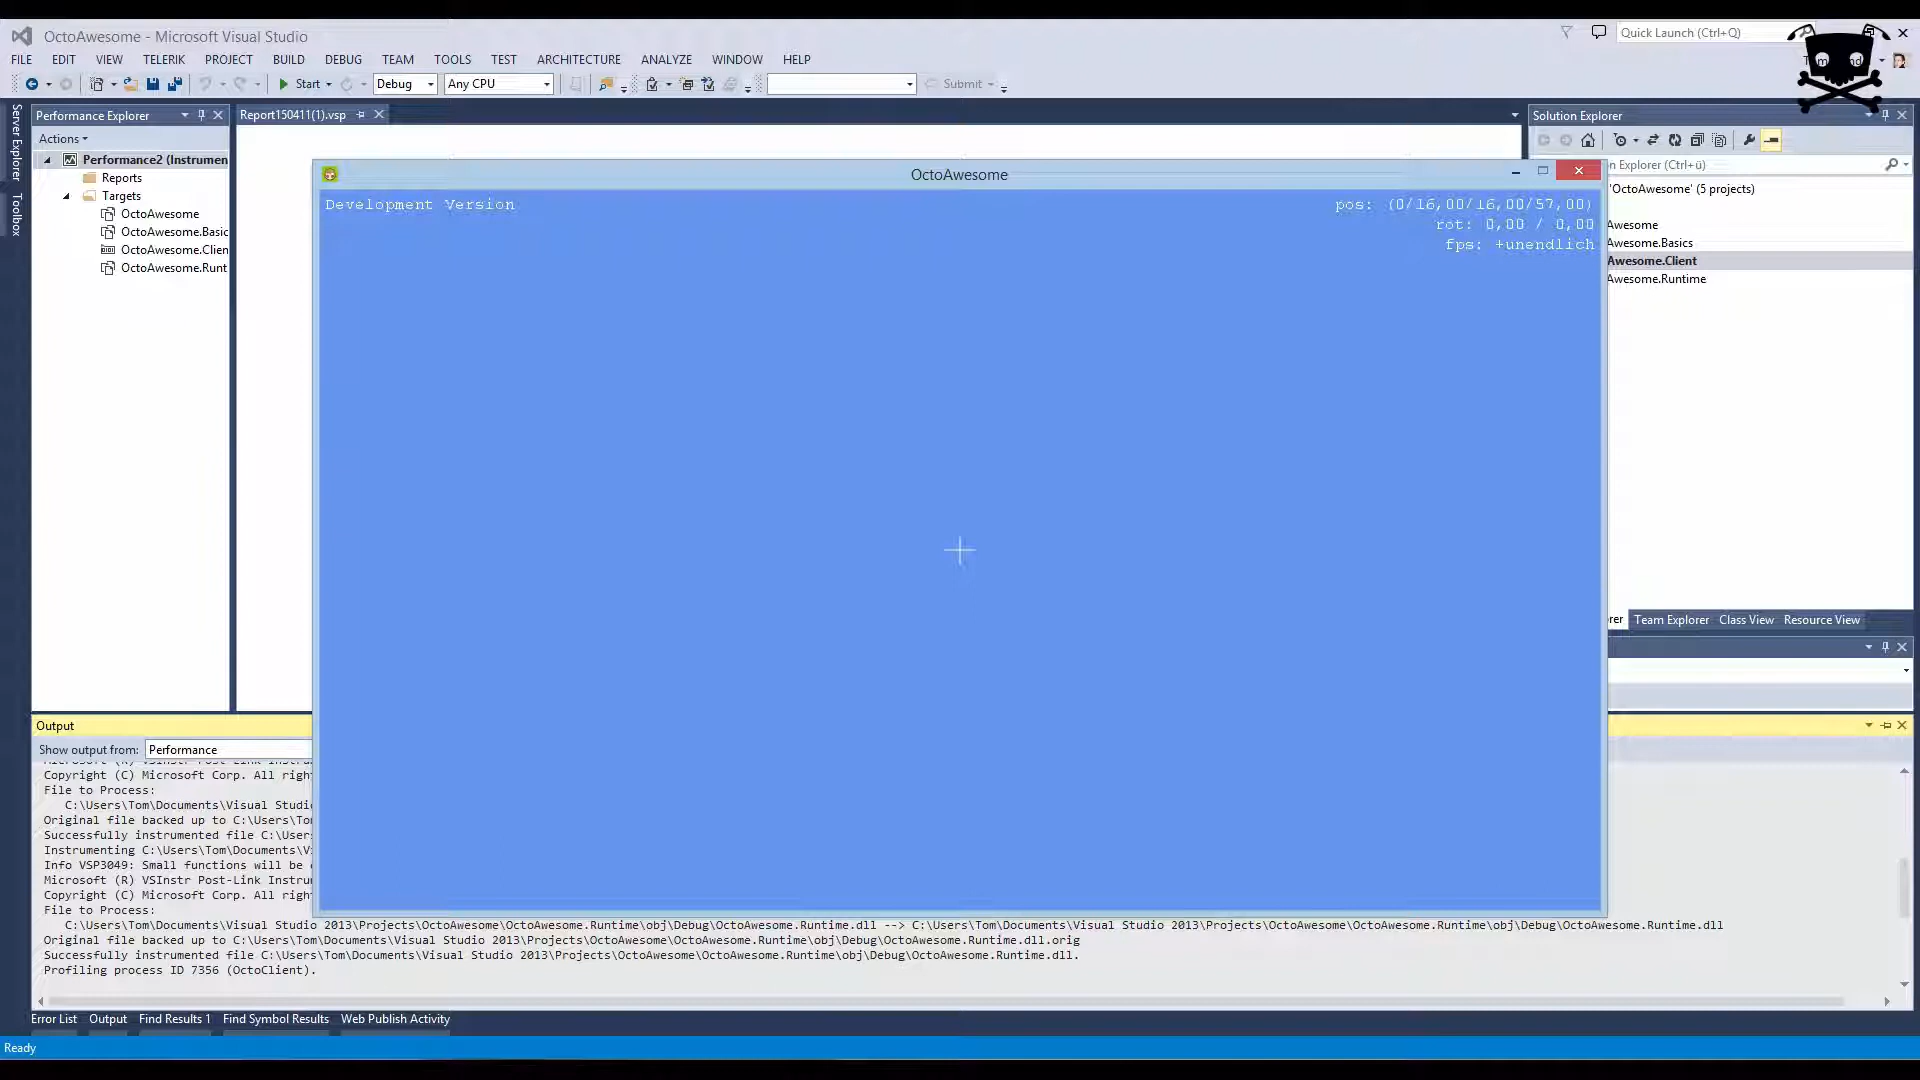 OctoAwesome - Microsoft Visual Studio
Quick Launch (Ctrl+Q)
FILE EDIT VIEW TELERIK PROJECT BUILD DEBUG TEAM TOOLS TEST ARCHITECTURE ANALYZE WINDOW HELP
Start Debug Any CPU Submit
Server Explorer
Toolbox
Performance Explorer
Actions
Performance2 (Instrumen
Reports
Targets
OctoAwesome
OctoAwesome.Basic
OctoAwesome.Clien
OctoAwesome.Runt
Report150411(1).vsp
OctoAwesome
Development Version
pos: (0/16,00/16,00/57,00)
rot: 0,00 / 0,00
fps: +unendlich
Solution Explorer
Explorer (Ctrl+ü)
'OctoAwesome' (5 projects)
Awesome
Awesome.Basics
Awesome.Client
Awesome.Runtime
rer Team Explorer Class View Resource View
Output
Show output from: Performance
Copyright (C) Microsoft Corp. All righ
File to Process:
C:\Users\Tom\Documents\Visual Studi
Original file backed up to C:\Users\To
Successfully instrumented file C:\User
Instrumenting C:\Users\Tom\Documents\V
Info VSP3049: Small functions will be
Microsoft (R) VSInstr Post-Link Instru
Copyright (C) Microsoft Corp. All righ
File to Process:
C:\Users\Tom\Documents\Visual Studio 2013\Projects\OctoAwesome\OctoAwesome.Runtime\obj\Debug\OctoAwesome.Runtime.dll --> C:\Users\Tom\Documents\Visual Studio 2013\Projects\OctoAwesome\OctoAwesome.Runtime\obj\Debug\OctoAwesome.Runtime.dll
Original file backed up to C:\Users\Tom\Documents\Visual Studio 2013\Projects\OctoAwesome\OctoAwesome.Runtime\obj\Debug\OctoAwesome.Runtime.dll.orig
Successfully instrumented file C:\Users\Tom\Documents\Visual Studio 2013\Projects\OctoAwesome\OctoAwesome.Runtime\obj\Debug\OctoAwesome.Runtime.dll.
Profiling process ID 7356 (OctoClient).
Error List Output Find Results 1 Find Symbol Results Web Publish Activity
Ready